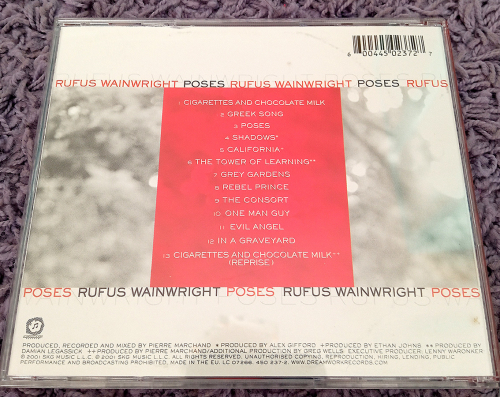 6 00445 02372 7
RUFUS WAINWRIGHT POSES RUFUS WAINWRIGHT POSES RUFUS
1 CIGARETTES AND CHOCOLATE MILK
2 GREEK SONG
3 POSES
4 SHADOWS*
5 CALIFORNIA+
6 THE TOWER OF LEARNING**
7 GREY GARDENS
8 REBEL PRINCE
9 THE CONSORT
10 ONE MAN GUY
11 EVIL ANGEL
12 IN A GRAVEYARD
13 CIGARETTES AND CHOCOLATE MILK++
(REPRISE)
POSES RUFUS WAINWRIGHT POSES RUFUS WAINWRIGHT POSES
PRODUCED, RECORDED AND MIXED BY PIERRE MARCHAND * PRODUCED BY ALEX GIFFORD +PRODUCED BY ETHAN JOHNS ** PRODUCED BY
DAMIAN LEGASSICK ++PRODUCED BY PIERRE MARCHAND/ADDITIONAL PRODUCTION BY GREG WELLS. EXECUTIVE PRODUCER: LENNY WARONKER
© 2001 SKG MUSIC L.L.C. ℗ 2001 SKG MUSIC L.L.C. ALL RIGHTS RESERVED. UNAUTHORISED COPYING, REPRODUCTION, HIRING, LENDING, PUBLIC
PERFORMANCE AND BROADCASTING PROHIBITED. MADE IN THE EU. LC 07266. 450 237-2. WWW.DREAMWORKSRECORDS.COM